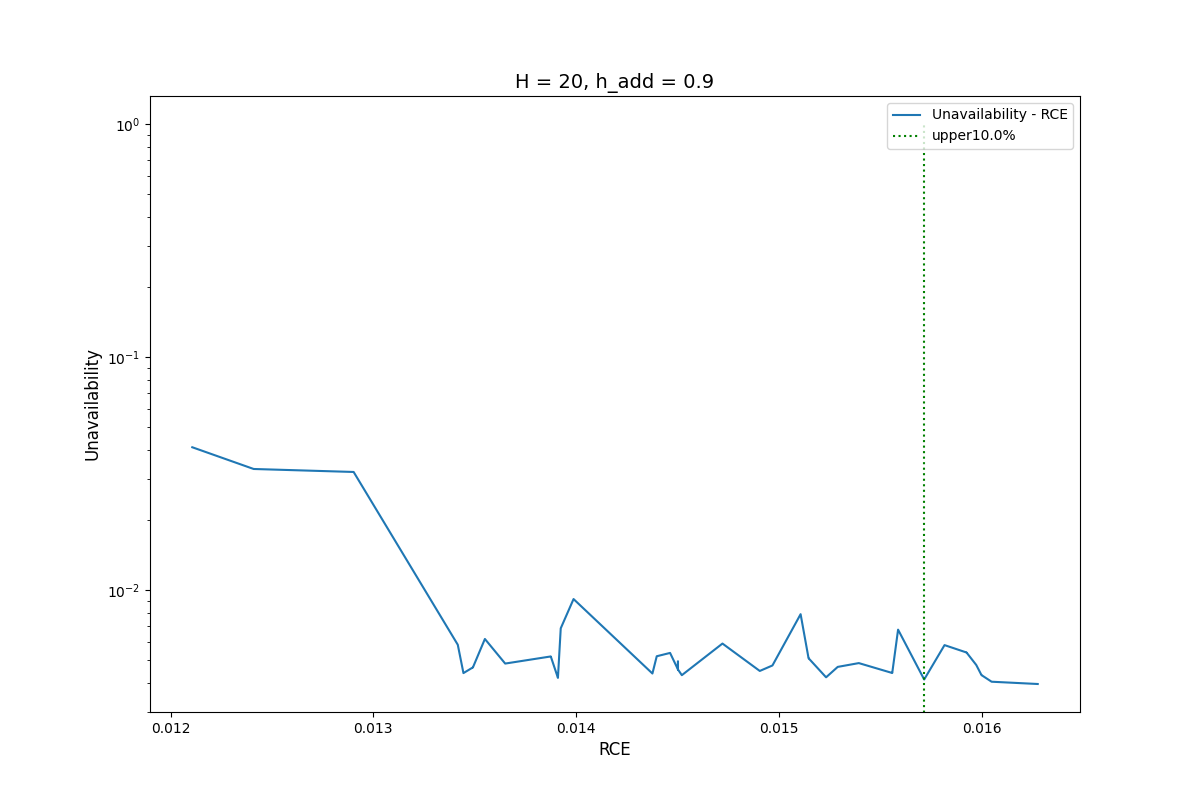 H = 20, h_add = 0.9
Unavailability - RCE
upper10.0%
10⁰
10⁻¹
10⁻²
Unavailability
0.012 0.013 0.014 0.015 0.016
RCE